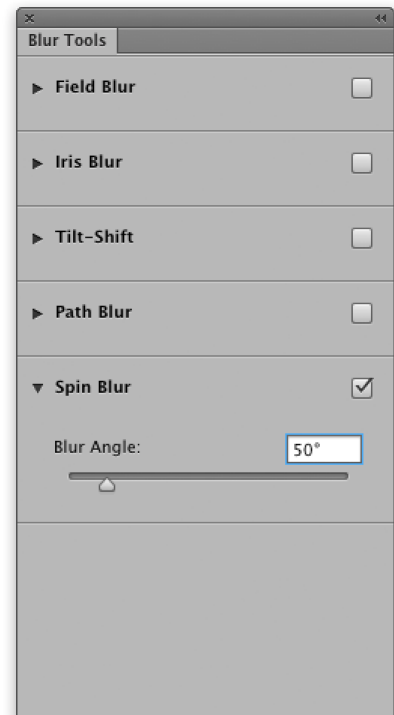 Blur Tools
Field Blur
Iris Blur
Tilt-Shift
Path Blur
Spin Blur
Blur Angle: 50°